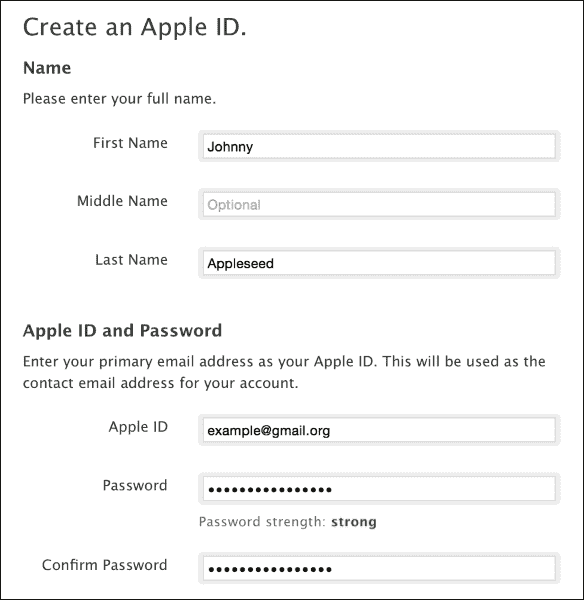 Create an Apple ID.
Name
Please enter your full name.
First Name Johnny
Middle Name Optional
Last Name Appleseed
Apple ID and Password
Enter your primary email address as your Apple ID. This will be used as the
contact email address for your account.
Apple ID example@gmail.org
Password ••••••••••••••••
Password strength: strong
Confirm Password ••••••••••••••••